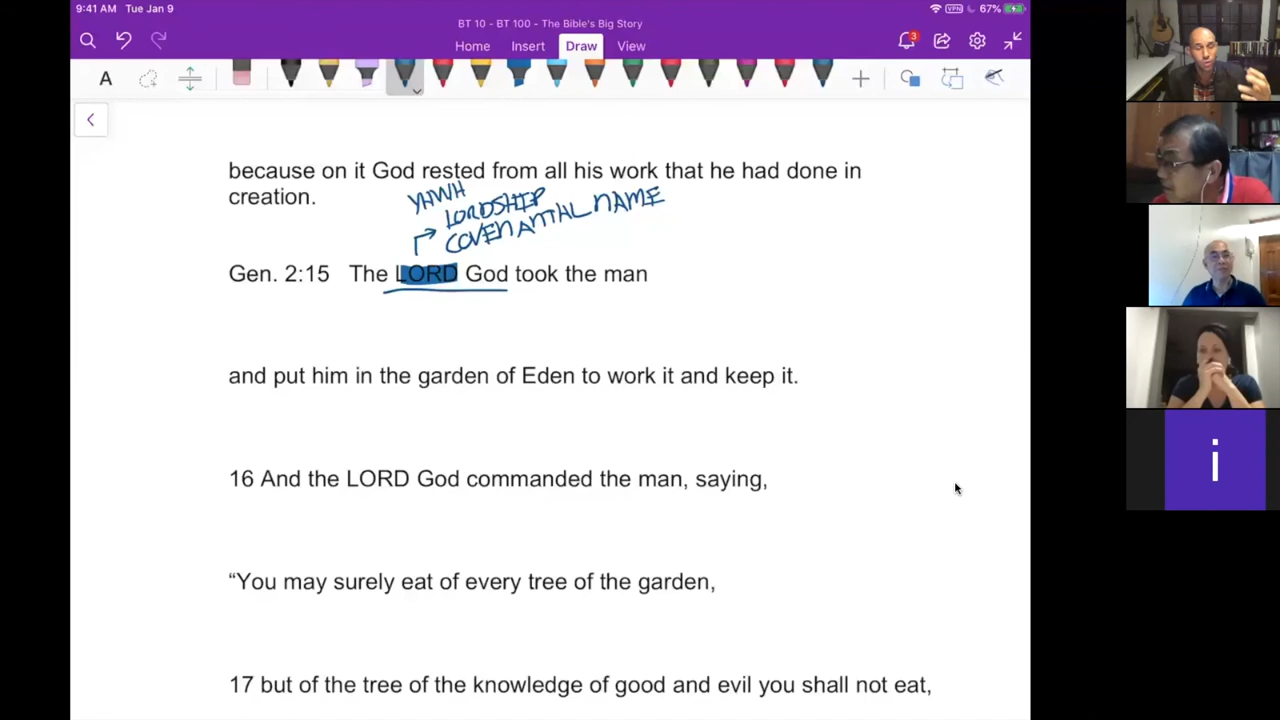 9:41 AM Tue Jan 9
VPN 67%
BT 10 - BT 100 - The Bible's Big Story
Home Insert Draw View
3
A
because on it God rested from all his work that he had done in
creation.
YHWH
LORDSHIP
COVENANTAL NAME
Gen. 2:15 The LORD God took the man
and put him in the garden of Eden to work it and keep it.
16 And the LORD God commanded the man, saying,
“You may surely eat of every tree of the garden,
17 but of the tree of the knowledge of good and evil you shall not eat,
i